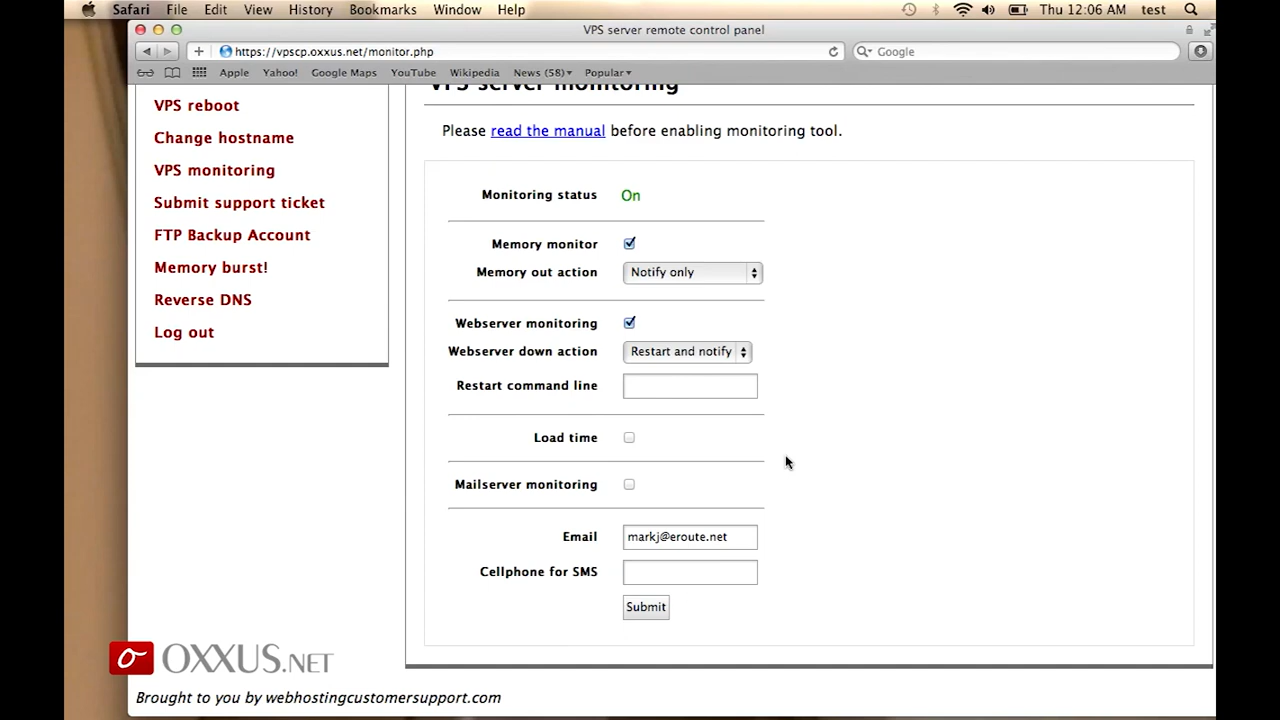 Safari File Edit View History Bookmarks Window Help Thu 12:06 AM test
VPS server remote control panel
https://vpscp.oxxus.net/monitor.php Google
Apple Yahoo! Google Maps YouTube Wikipedia News (58) Popular
VPS server monitoring
VPS reboot
Change hostname
VPS monitoring
Submit support ticket
FTP Backup Account
Memory burst!
Reverse DNS
Log out
Please read the manual before enabling monitoring tool.
Monitoring status On
Memory monitor
Memory out action Notify only
Webserver monitoring
Webserver down action Restart and notify
Restart command line
Load time
Mailserver monitoring
Email markj@eroute.net
Cellphone for SMS
Submit
OXXUS.NET
Brought to you by webhostingcustomersupport.com